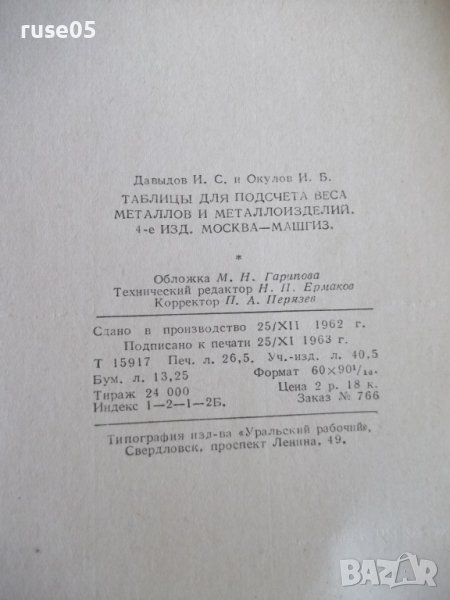 ruse05
Давыдов И. С. и Окулов И. Б.
ТАБЛИЦЫ ДЛЯ ПОДСЧЕТА ВЕСА
МЕТАЛЛОВ И МЕТАЛЛОИЗДЕЛИЙ.
4-е ИЗД. МОСКВА—МАШГИЗ.
*
Обложка М. Н. Гарипова
Технический редактор Н. П. Ермаков
Корректор П. А. Перязев
Сдано в производство 25/XII 1962 г.
Подписано к печати 25/XI 1963 г.
Т 15917 Печ. л. 26,5. Уч.-изд. л. 40,5
Бум. л. 13,25 Формат 60×90¹/₁₆.
Тираж 24 000 Цена 2 р. 18 к.
Индекс 1—2—1—2Б. Заказ № 766
Типография изд-ва «Уральский рабочий»,
Свердловск, проспект Ленина, 49.
BAZAR